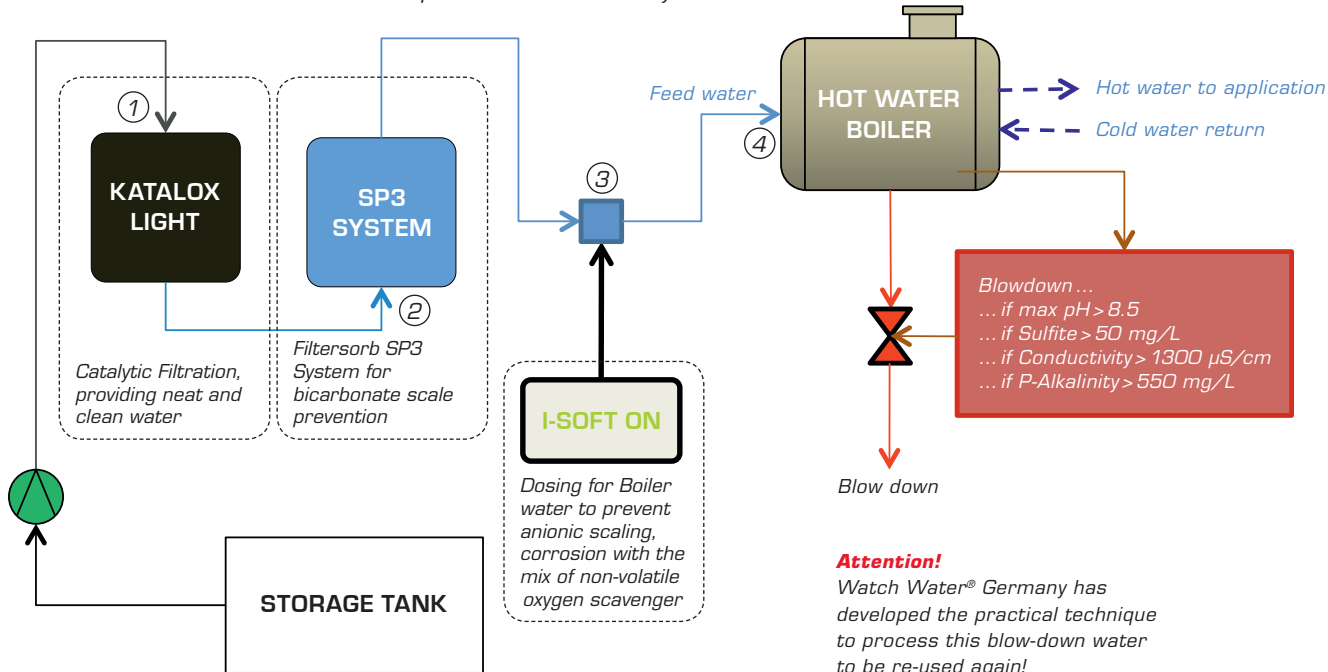 1
KATALOX
LIGHT
Catalytic Filtration,
providing neat and
clean water
SP3
SYSTEM
2
Filtersorb SP3
System for
bicarbonate scale
prevention
3
I-SOFT ON
Dosing for Boiler
water to prevent
anionic scaling,
corrosion with the
mix of non-volatile
oxygen scavenger
STORAGE TANK
Feed water
4
HOT WATER
BOILER
Hot water to application
Cold water return
Blowdown ...
... if max pH > 8.5
... if Sulfite > 50 mg/L
... if Conductivity > 1300 µS/cm
... if P-Alkalinity > 550 mg/L
Blow down
Attention!
Watch Water® Germany has
developed the practical technique
to process this blow-down water
to be re-used again!